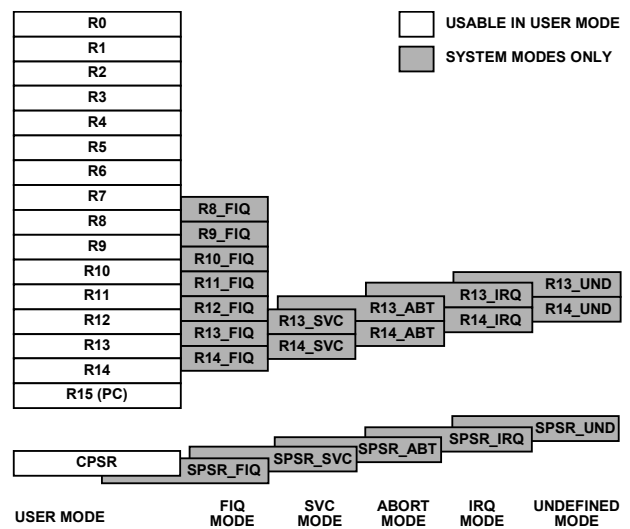 R0
R1
R2
R3
R4
R5
R6
R7
R8
R9
R10
R11
R12
R13
R14
R15 (PC)
R8_FIQ
R9_FIQ
R10_FIQ
R11_FIQ
R12_FIQ
R13_FIQ
R14_FIQ
R13_SVC
R14_SVC
R13_ABT
R14_ABT
R13_IRQ
R14_IRQ
R13_UND
R14_UND
USABLE IN USER MODE
SYSTEM MODES ONLY
CPSR
SPSR_FIQ
SPSR_SVC
SPSR_ABT
SPSR_IRQ
SPSR_UND
USER MODE
FIQ
MODE
SVC
MODE
ABORT
MODE
IRQ
MODE
UNDEFINED
MODE